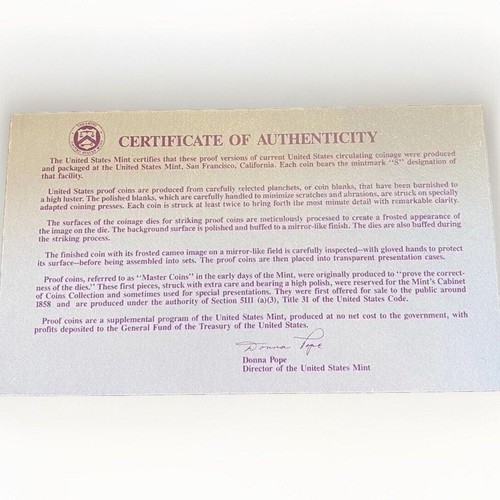 CERTIFICATE OF AUTHENTICITY
The United States Mint certifies that these proof versions of current United States circulating coinage were produced
and packaged at the United States Mint, San Francisco, California. Each coin bears the mintmark "S" designation of
that facility.
United States proof coins are produced from carefully selected planchets, or coin blanks, that have been burnished to
a high luster. The polished blanks, which are carefully handled to minimize scratches and abrasions, are struck on specially
adapted coining presses. Each coin is struck at least twice to bring forth the most minute detail with remarkable clarity.
The surfaces of the coinage dies for striking proof coins are meticulously processed to create a frosted appearance of
the image on the die. The background surface is polished and buffed to a mirror-like finish. The dies are also buffed during
the striking process.
The finished coin with its frosted cameo image on a mirror-like field is carefully inspected--with gloved hands to protect
its surface--before being assembled into sets. The proof coins are then placed into transparent presentation cases.
Proof coins, referred to as "Master Coins" in the early days of the Mint, were originally produced to "prove the correct-
ness of the dies." These first pieces, struck with extra care and bearing a high polish, were reserved for the Mint's Cabinet
of Coins Collection and sometimes used for special presentations. They were first offered for sale to the public around
1858 and are produced under the authority of Section 5111 (a)(3), Title 31 of the United States Code.
Proof coins are a supplemental program of the United States Mint, produced at no net cost to the government, with
profits deposited to the General Fund of the Treasury of the United States.
Donna Pope
Donna Pope
Director of the United States Mint